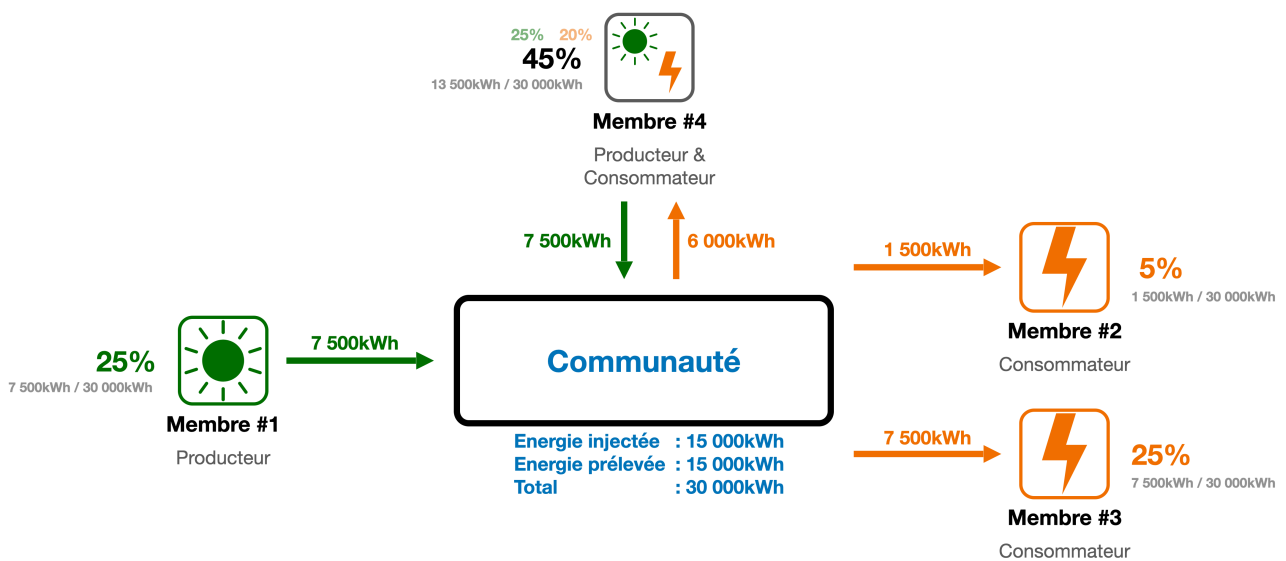 25% 20%
45%
13 500kWh / 30 000kWh
Membre #4
Producteur &
Consommateur
7 500kWh
6 000kWh
1 500kWh
5%
1 500kWh / 30 000kWh
Membre #2
Consommateur
25%
7 500kWh / 30 000kWh
7 500kWh
Membre #1
Producteur
Communauté
Energie injectée : 15 000kWh
Energie prélevée : 15 000kWh
Total : 30 000kWh
7 500kWh
25%
7 500kWh / 30 000kWh
Membre #3
Consommateur